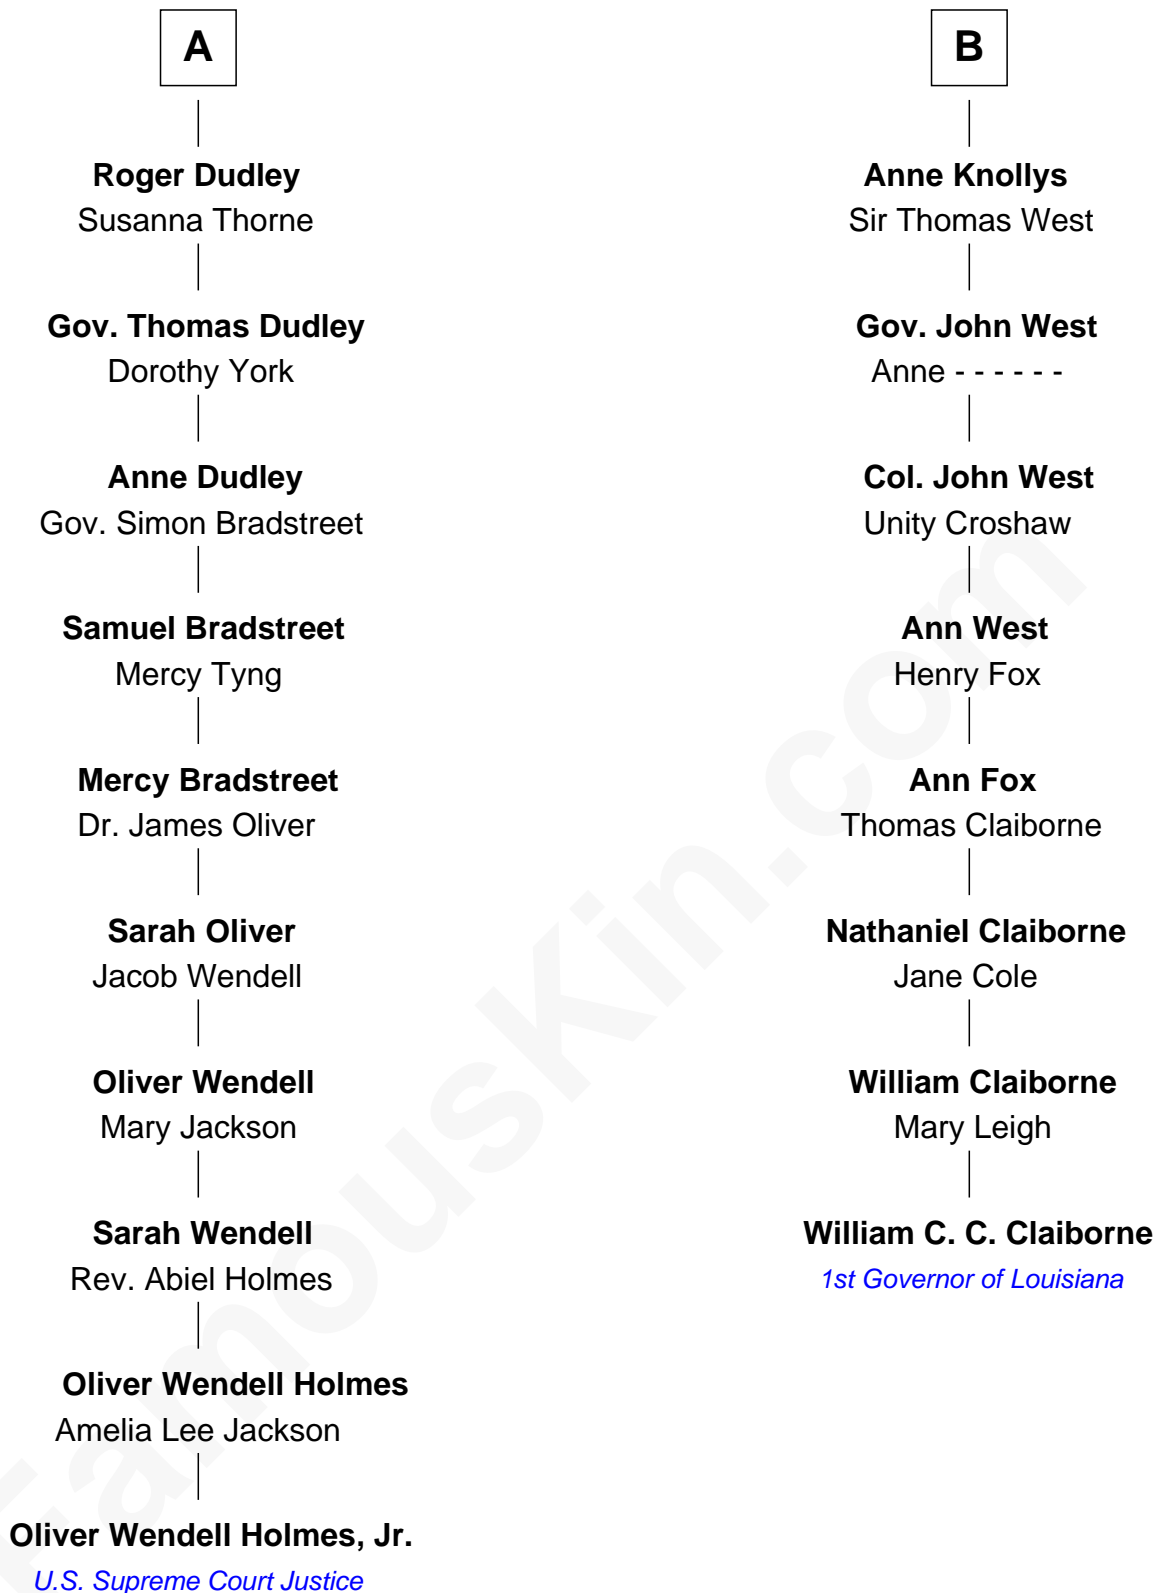 A
Roger Dudley
Susanna Thorne
Gov. Thomas Dudley
Dorothy York
Anne Dudley
Gov. Simon Bradstreet
Samuel Bradstreet
Mercy Tyng
Mercy Bradstreet
Dr. James Oliver
Sarah Oliver
Jacob Wendell
Oliver Wendell
Mary Jackson
Sarah Wendell
Rev. Abiel Holmes
Oliver Wendell Holmes
Amelia Lee Jackson
Oliver Wendell Holmes, Jr.
U.S. Supreme Court Justice
B
Anne Knollys
Sir Thomas West
Gov. John West
Anne - - - - - -
Col. John West
Unity Croshaw
Ann West
Henry Fox
Ann Fox
Thomas Claiborne
Nathaniel Claiborne
Jane Cole
William Claiborne
Mary Leigh
William C. C. Claiborne
1st Governor of Louisiana
FamousKin.com